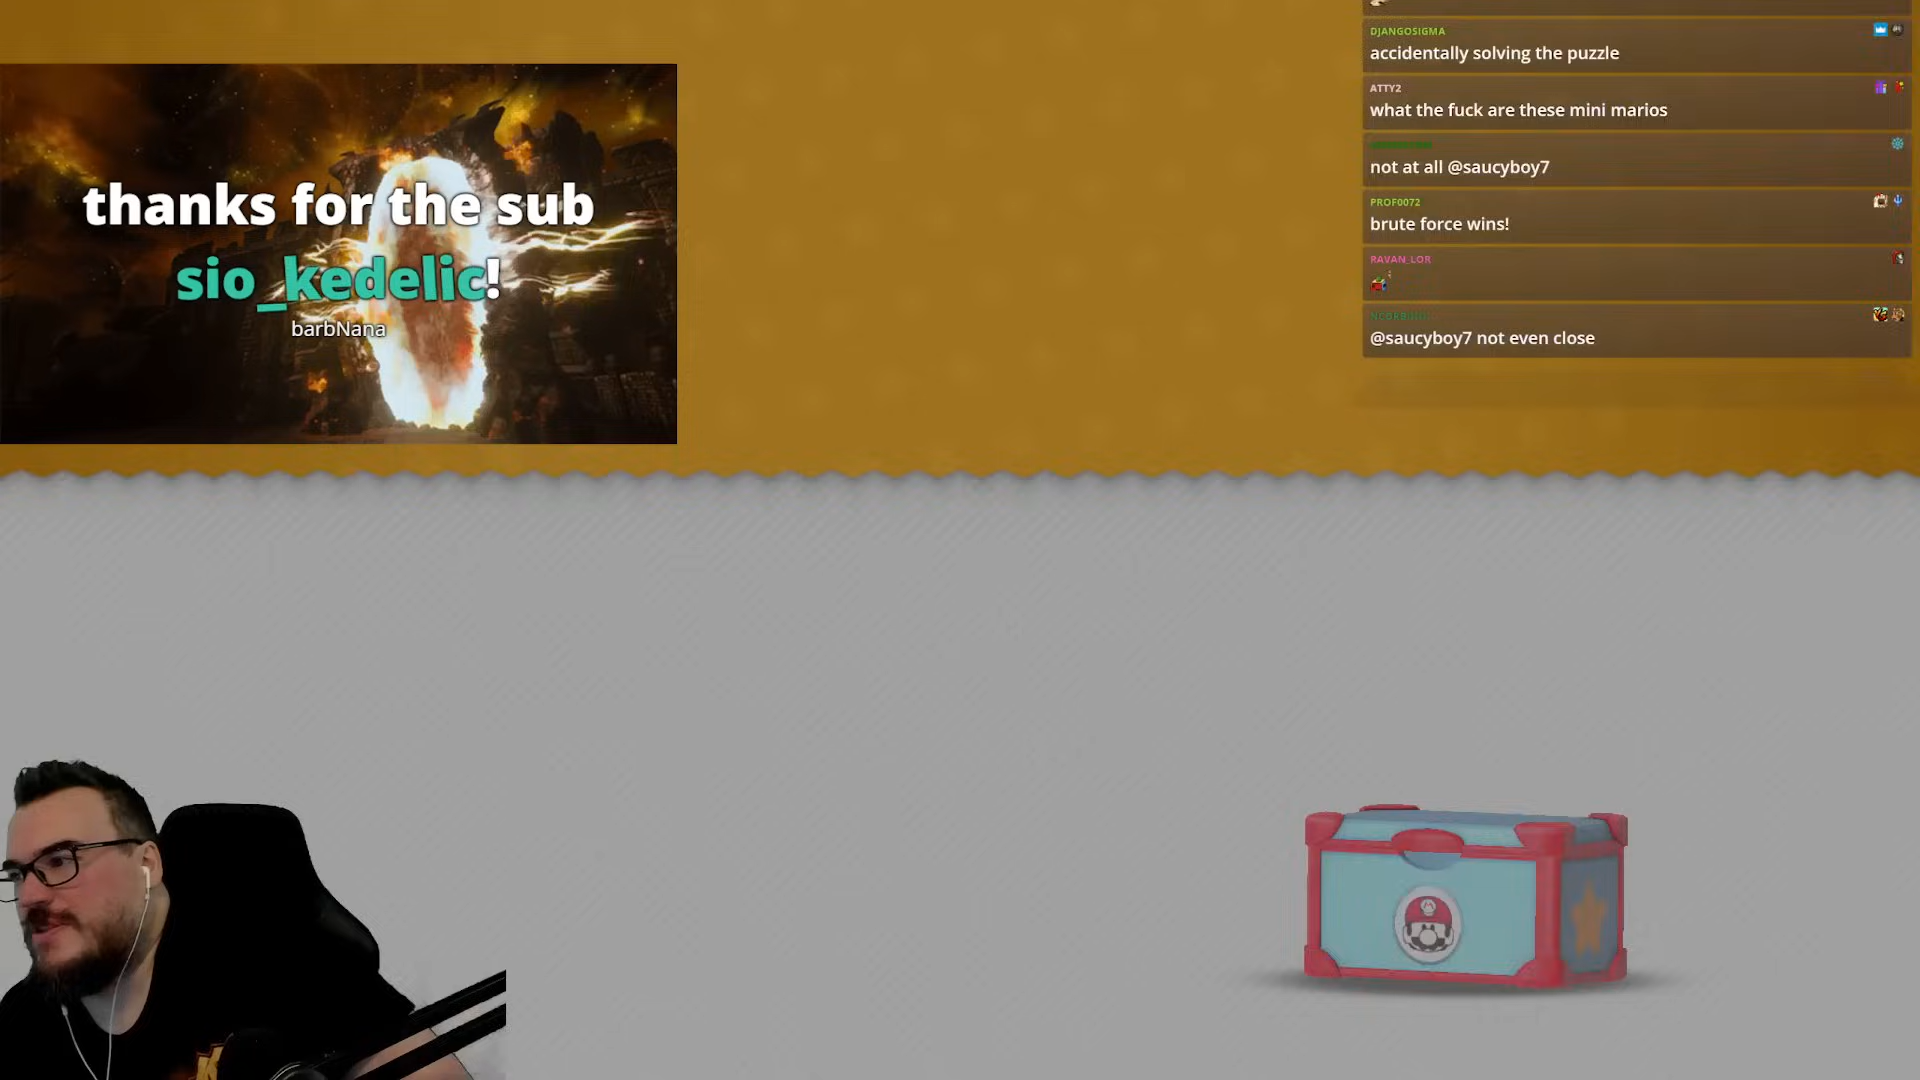 thanks for the sub
sio_kedelic!
barbNana
DJANGOSIGMA
accidentally solving the puzzle
ATTY2
what the fuck are these mini marios
not at all @saucyboy7
PROF0072
brute force wins!
RAVAN_LOR
@saucyboy7 not even close